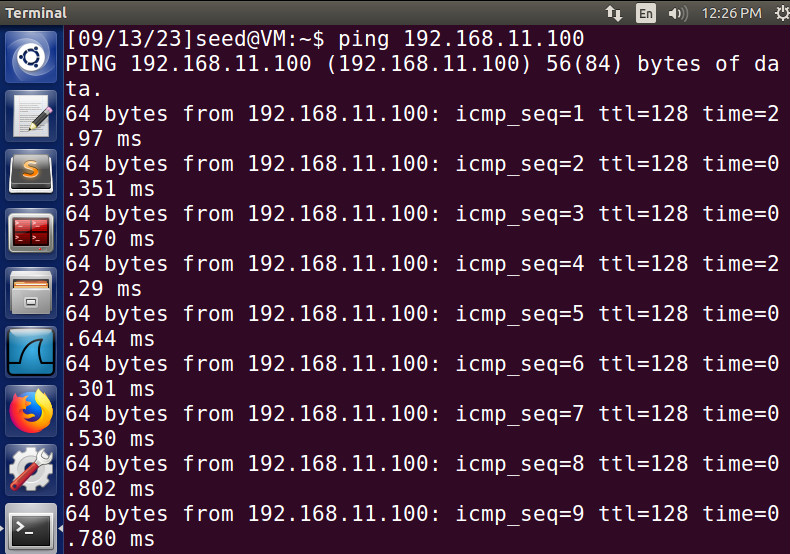 Terminal
En
12:26 PM
[09/13/23]seed@VM:~$ ping 192.168.11.100
PING 192.168.11.100 (192.168.11.100) 56(84) bytes of da
ta.
64 bytes from 192.168.11.100: icmp_seq=1 ttl=128 time=2
.97 ms
64 bytes from 192.168.11.100: icmp_seq=2 ttl=128 time=0
.351 ms
64 bytes from 192.168.11.100: icmp_seq=3 ttl=128 time=0
.570 ms
64 bytes from 192.168.11.100: icmp_seq=4 ttl=128 time=2
.29 ms
64 bytes from 192.168.11.100: icmp_seq=5 ttl=128 time=0
.644 ms
64 bytes from 192.168.11.100: icmp_seq=6 ttl=128 time=0
.301 ms
64 bytes from 192.168.11.100: icmp_seq=7 ttl=128 time=0
.530 ms
64 bytes from 192.168.11.100: icmp_seq=8 ttl=128 time=0
.802 ms
64 bytes from 192.168.11.100: icmp_seq=9 ttl=128 time=0
.780 ms